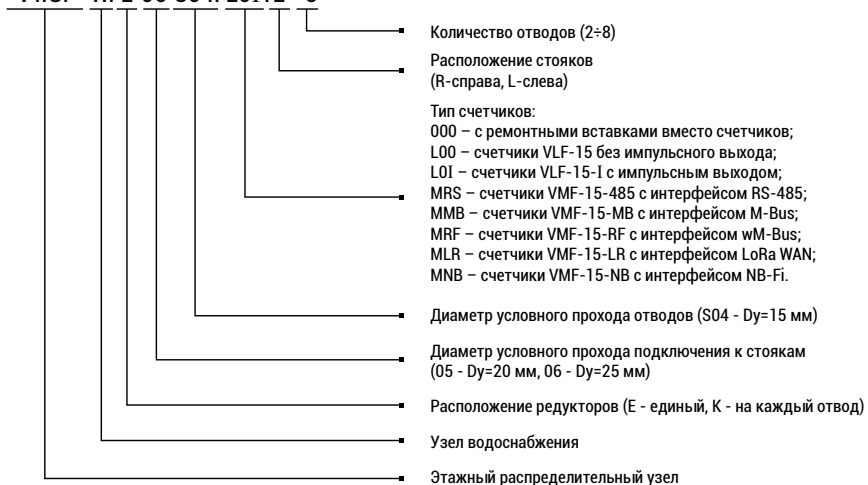 Количество отводов (2÷8)
Расположение стояков
(R-справа, L-слева)
Тип счетчиков:
000 – с ремонтными вставками вместо счетчиков;
L00 – счетчики VLF-15 без импульсного выхода;
L0I – счетчики VLF-15-I с импульсным выходом;
MRS – счетчики VMF-15-485 с интерфейсом RS-485;
MMB – счетчики VMF-15-MB с интерфейсом M-Bus;
MRF – счетчики VMF-15-RF с интерфейсом wM-Bus;
MLR – счетчики VMF-15-LR с интерфейсом LoRa WAN;
MNB – счетчики VMF-15-NB с интерфейсом NB-Fi.
Диаметр условного прохода отводов (S04 - Dy=15 мм)
Диаметр условного прохода подключения к стоякам
(05 - Dy=20 мм, 06 - Dy=25 мм)
Расположение редукторов (E - единый, K - на каждый отвод)
Узел водоснабжения
Этажный распределительный узел